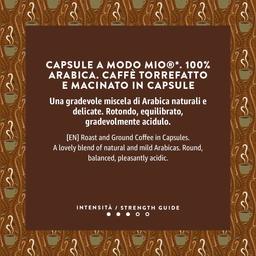 CAPSULE A MODO MIO®*. 100%
ARABICA. CAFFÈ TORREFATTO
E MACINATO IN CAPSULE
Una gradevole miscela di Arabica naturali e
delicate. Rotondo, equilibrato,
gradevolmente acidulo.
[EN] Roast and Ground Coffee in Capsules.
A lovely blend of natural and mild Arabicas. Round,
balanced, pleasantly acidic.
INTENSITÀ / STRENGTH GUIDE